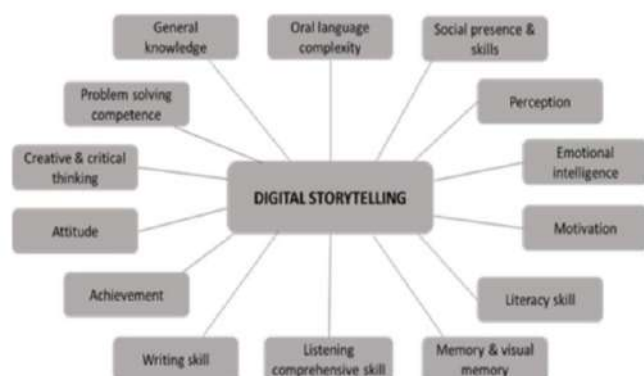 General
knowledge
Oral language
complexity
Social presence &
skills
Problem solving
competence
Perception
Creative & critical
thinking
Emotional
intelligence
DIGITAL STORYTELLING
Attitude
Motivation
Achievement
Literacy skill
Writing skill
Listening
comprehensive skill
Memory & visual
memory